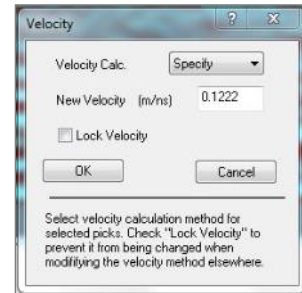 Velocity
Velocity Calc. Specify
New Velocity (m/ns) 0.1222
Lock Velocity
OK Cancel
Select velocity calculation method for
selected picks. Check "Lock Velocity" to
prevent it from being changed when
modifiifying the velocity method elsewhere.